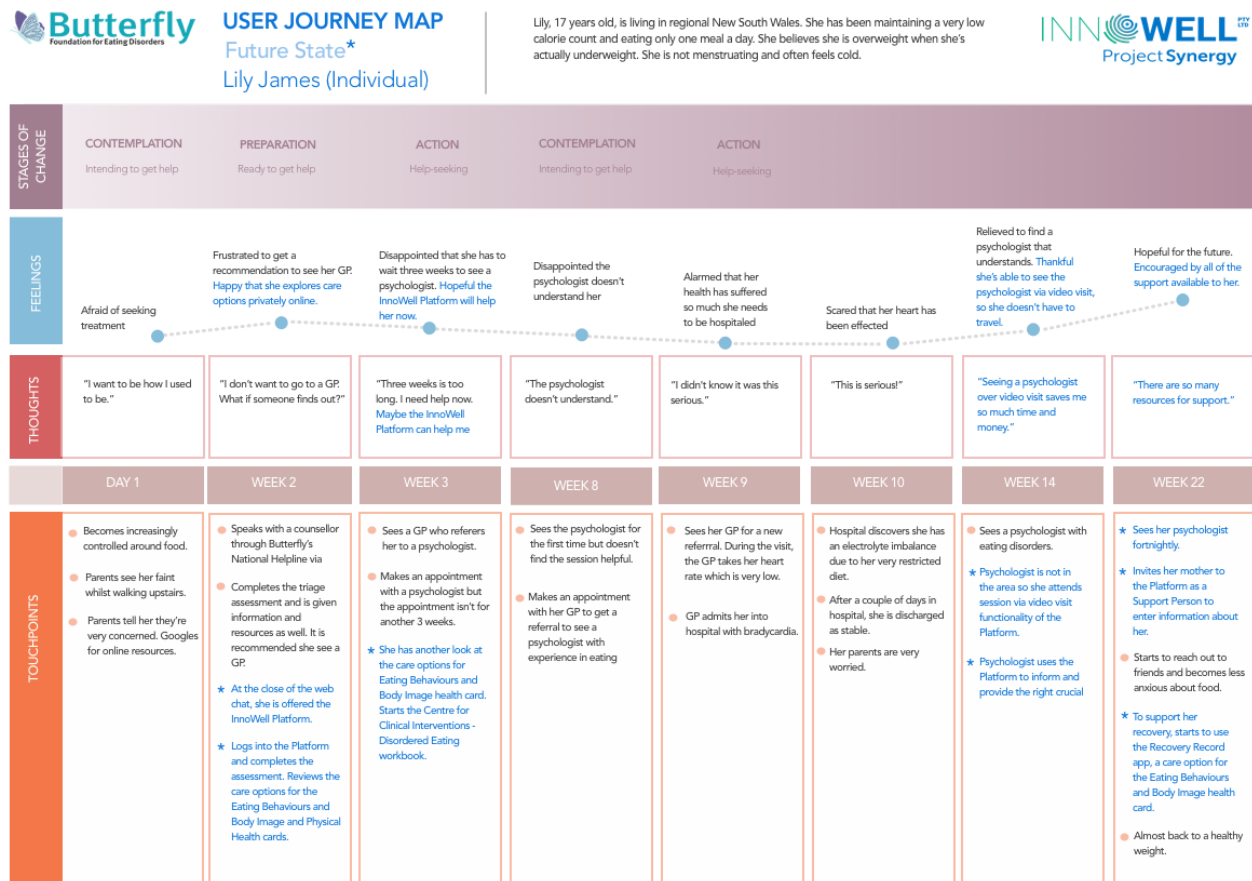 Butterfly
Foundation for Eating Disorders
USER JOURNEY MAP
Future State*
Lily James (Individual)
Lily, 17 years old, is living in regional New South Wales. She has been maintaining a very low
calorie count and eating only one meal a day. She believes she is overweight when she's
actually underweight. She is not menstruating and often feels cold.
INNOWELL PTY LTD
Project Synergy
STAGES OF
CHANGE
CONTEMPLATION
Intending to get help
PREPARATION
Ready to get help
ACTION
Help-seeking
CONTEMPLATION
Intending to get help
ACTION
Help-seeking
FEELINGS
Afraid of seeking
treatment
Frustrated to get a
recommendation to see her GP.
Happy that she explores care
options privately online.
Disappointed that she has to
wait three weeks to see a
psychologist. Hopeful the
InnoWell Platform will help
her now.
Disappointed the
psychologist doesn't
understand her
Alarmed that her
health has suffered
so much she needs
to be hospitaled
Scared that her heart has
been effected
Relieved to find a
psychologist that
understands. Thankful
she's able to see the
psychologist via video visit,
so she doesn't have to
travel.
Hopeful for the future.
Encouraged by all of the
support available to her.
THOUGHTS
"I want to be how I used
to be."
"I don't want to go to a GP.
What if someone finds out?"
"Three weeks is too
long. I need help now.
Maybe the InnoWell
Platform can help me
"The psychologist
doesn't understand."
"I didn't know it was this
serious."
"This is serious!"
"Seeing a psychologist
over video visit saves me
so much time and
money."
"There are so many
resources for support."
DAY 1
WEEK 2
WEEK 3
WEEK 8
WEEK 9
WEEK 10
WEEK 14
WEEK 22
TOUCHPOINTS
Becomes increasingly
controlled around food.
Parents see her faint
whilst walking upstairs.
Parents tell her they're
very concerned. Googles
for online resources.
Speaks with a counsellor
through Butterfly's
National Helpline via
Completes the triage
assessment and is given
information and
resources as well. It is
recommended she see a
GP.
* At the close of the web
chat, she is offered the
InnoWell Platform.
* Logs into the Platform
and completes the
assessment. Reviews the
care options for the
Eating Behaviours and
Body Image and Physical
Health cards.
Sees a GP who referers
her to a psychologist.
Makes an appointment
with a psychologist but
the appointment isn't for
another 3 weeks.
* She has another look at
the care options for
Eating Behaviours and
Body Image health card.
Starts the Centre for
Clinical Interventions -
Disordered Eating
workbook.
Sees the psychologist for
the first time but doesn't
find the session helpful.
Makes an appointment
with her GP to get a
referral to see a
psychologist with
experience in eating
Sees her GP for a new
referrral. During the visit,
the GP takes her heart
rate which is very low.
GP admits her into
hospital with bradycardia.
Hospital discovers she has
an electrolyte imbalance
due to her very restricted
diet.
After a couple of days in
hospital, she is discharged
as stable.
Her parents are very
worried.
Sees a psychologist with
eating disorders.
* Psychologist is not in
the area so she attends
session via video visit
functionality of the
Platform.
* Psychologist uses the
Platform to inform and
provide the right crucial
* Sees her psychologist
fortnightly.
* Invites her mother to
the Platform as a
Support Person to
enter information about
her.
Starts to reach out to
friends and becomes less
anxious about food.
* To support her
recovery, starts to use
the Recovery Record
app, a care option for
the Eating Behaviours
and Body Image health
card.
Almost back to a healthy
weight.